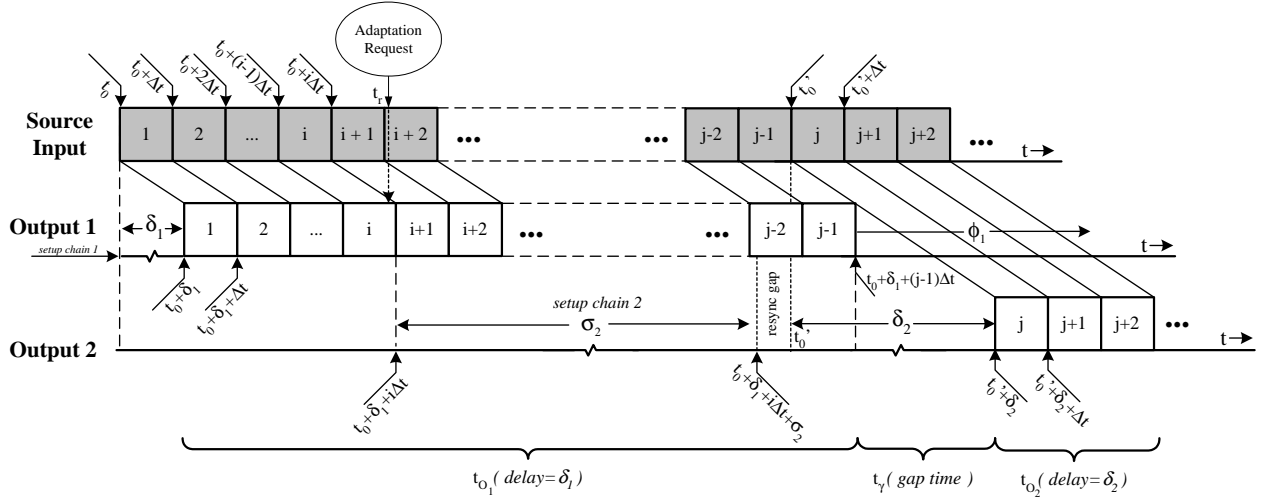 Adaptation
Request
t₀
t₀+Δt
t₀+2Δt
t₀+(i-1)Δt
t₀+iΔt
tᵣ
t₀'
t₀'+Δt
Source
Input
1 2 ... i i + 1 i + 2 ••• ••• j-2 j-1 j j+1 j+2 •••
t
Output 1
δ₁
1 2 ... i i+1 i+2 ••• ••• j-2 j-1
ϕ₁
t
setup chain 1
t₀+δ₁
t₀+δ₁+Δt
t₀+δ₁+(j-1)Δt
setup chain 2
σ₂
resync gap
t₀'
δ₂
j j+1 j+2 •••
Output 2
t
t₀+δ₁+iΔt
t₀+δ₁+iΔt+σ₂
t₀'+δ₂
t₀'+δ₂+Δt
t_O₁( delay= δ₁ )
t_γ( gap time )
t_O₂( delay= δ₂ )